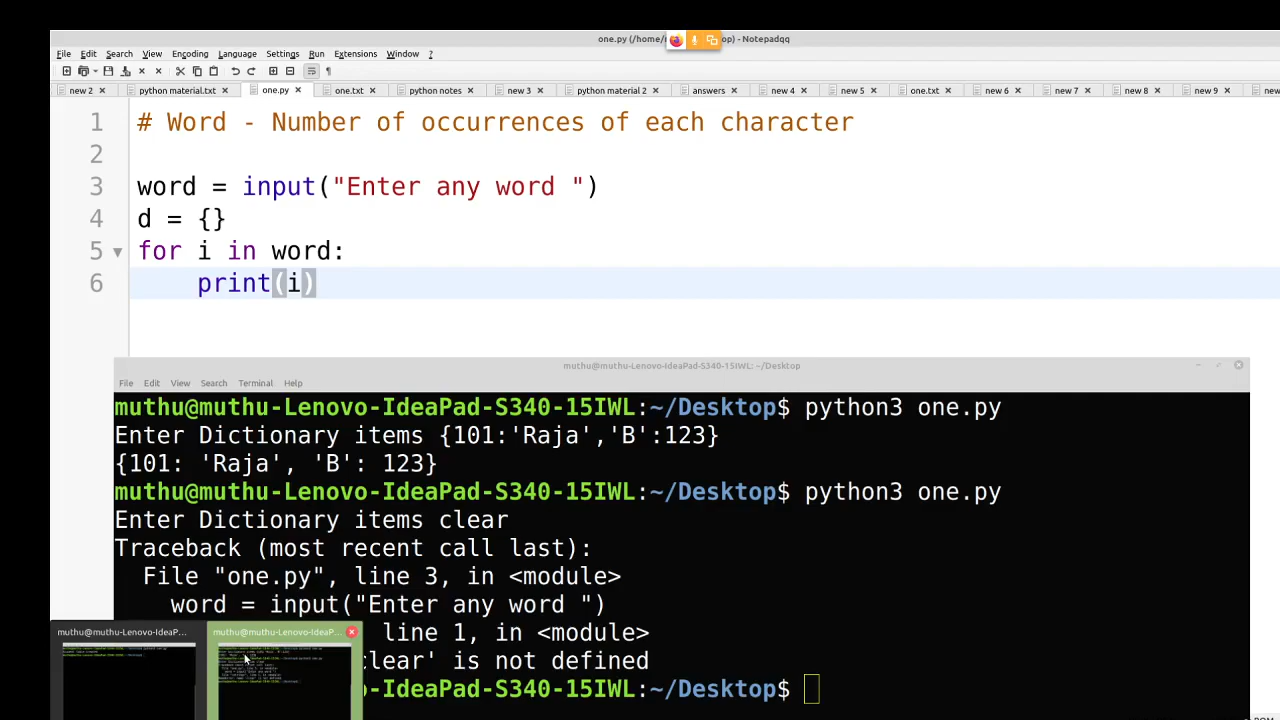 one.py (/home/ op) - Notepadqq
File Edit Search View Encoding Language Settings Run Extensions Window ?
new 2 python material.txt one.py one.txt python notes new 3 python material 2 answers new 4 new 5 one.txt new 6 new 7 new 8 new 9 new
1 # Word - Number of occurrences of each character
2
3 word = input("Enter any word ")
4 d = {}
5 for i in word:
6 print(i)
muthu@muthu-Lenovo-IdeaPad-S340-15IWL: ~/Desktop
File Edit View Search Terminal Help
muthu@muthu-Lenovo-IdeaPad-S340-15IWL:~/Desktop$ python3 one.py
Enter Dictionary items {101:'Raja','B':123}
{101: 'Raja', 'B': 123}
muthu@muthu-Lenovo-IdeaPad-S340-15IWL:~/Desktop$ python3 one.py
Enter Dictionary items clear
Traceback (most recent call last):
File "one.py", line 3, in <module>
word = input("Enter any word ")
line 1, in <module>
clear' is not defined
-Lenovo-IdeaPad-S340-15IWL:~/Desktop$
muthu@muthu-Lenovo-IdeaP... muthu@muthu-Lenovo-IdeaP...